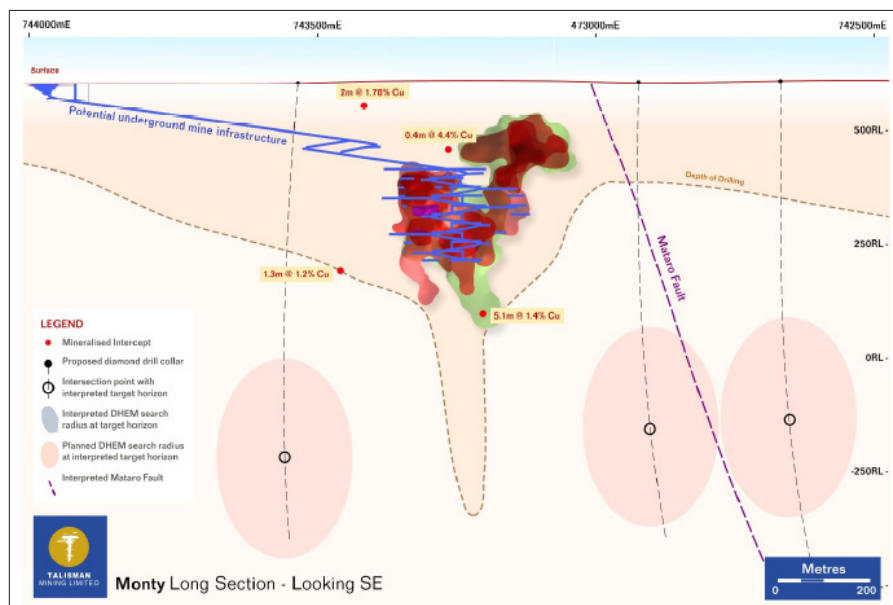 744000mE
743500mE
473000mE
742500mE
Surface
2m @ 1.76% Cu
Potential underground mine infrastructure
0.4m @ 4.4% Cu
500RL
Depth of Drilling
250RL
Mataro Fault
1.3m @ 1.2% Cu
5.1m @ 1.4% Cu
0RL
-250RL
LEGEND
Mineralised Intercept
Proposed diamond drill collar
Intersection point with
interpreted target horizon
Interpreted DHEM search
radius at target horizon
Planned DHEM search radius
at interpreted target horizon
Interpreted Mataro Fault
TALISMAN
MINING LIMITED
Monty Long Section - Looking SE
Metres
0 200